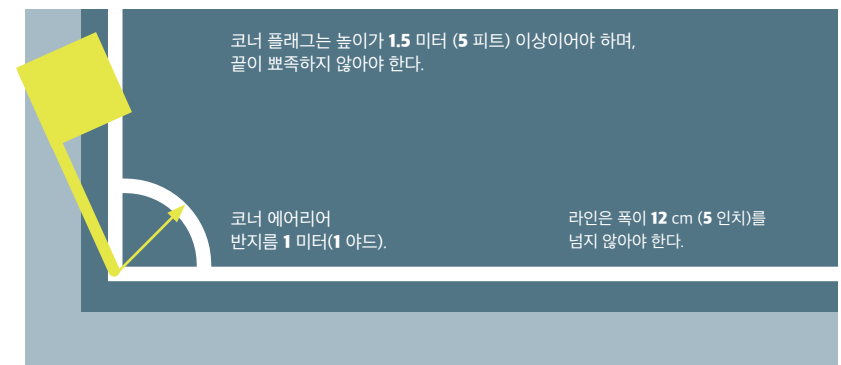 코너 플래그는 높이가 1.5 미터 (5 피트) 이상이어야 하며,
끝이 뾰족하지 않아야 한다.
코너 에어리어
반지름 1 미터(1 야드).
라인은 폭이 12 cm (5 인치)를
넘지 않아야 한다.